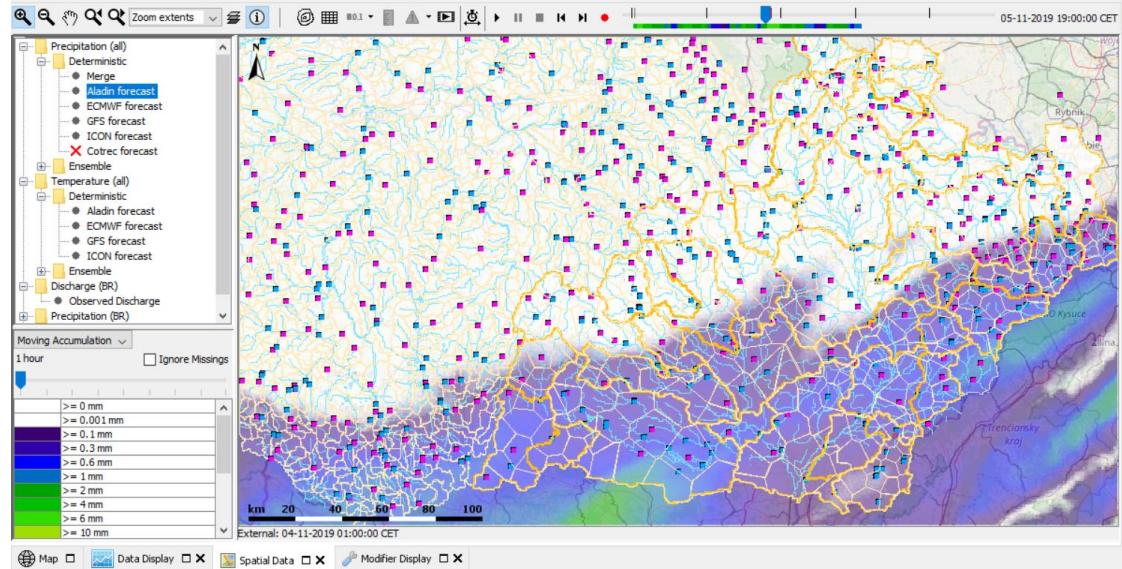 Zoom extents
0.1
05-11-2019 19:00:00 CET
Precipitation (all)
Deterministic
Merge
Aladin forecast
ECMWF forecast
GFS forecast
ICON forecast
Cotrec forecast
Ensemble
Temperature (all)
Deterministic
Aladin forecast
ECMWF forecast
GFS forecast
ICON forecast
Ensemble
Discharge (BR)
Observed Discharge
Precipitation (BR)
Moving Accumulation
1 hour
Ignore Missings
>= 0 mm
>= 0.001 mm
>= 0.1 mm
>= 0.3 mm
>= 0.6 mm
>= 1 mm
>= 2 mm
>= 4 mm
>= 6 mm
>= 10 mm
N
Rybnik
Kysuce
Žilina
Trenčiansky
kraj
km 20 40 60 80 100
External: 04-11-2019 01:00:00 CET
Map
Data Display
Spatial Data
Modifier Display